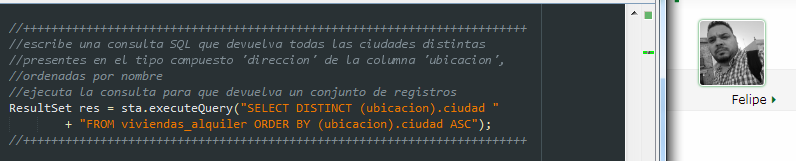 //++++++++++++++++++++++++++++++++++++++++++++++++++++++++++++++++++++++++
//escribe una consulta SQL que devuelva todas las ciudades distintas
//presentes en el tipo campuesto 'direccion' de la columna 'ubicacion',
//ordenadas por nombre
//ejecuta la consulta para que devuelva un conjunto de registros
ResultSet res = sta.executeQuery("SELECT DISTINCT (ubicacion).ciudad "
+ "FROM viviendas_alquiler ORDER BY (ubicacion).ciudad ASC");
//++++++++++++++++++++++++++++++++++++++++++++++++++++++++++++++++++++++++
Felipe